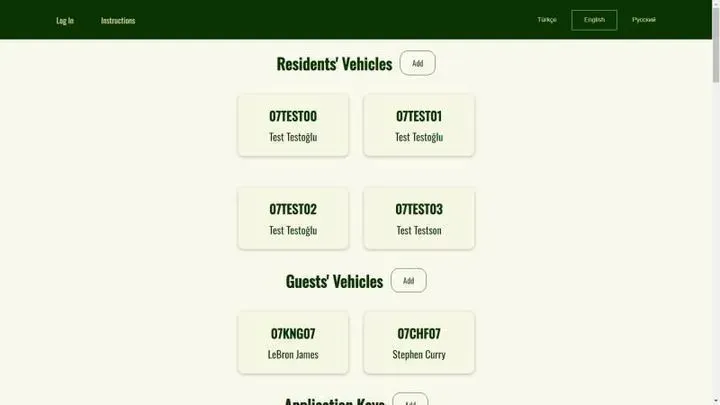 Log In Instructions Türkçe English Русский
Residents' Vehicles Add
07TEST00 07TEST01
Test Testoğlu Test Testoğlu
07TEST02 07TEST03
Test Testoğlu Test Testson
Guests' Vehicles Add
07KNG07 07CHF07
LeBron James Stephen Curry
Application Keys Add